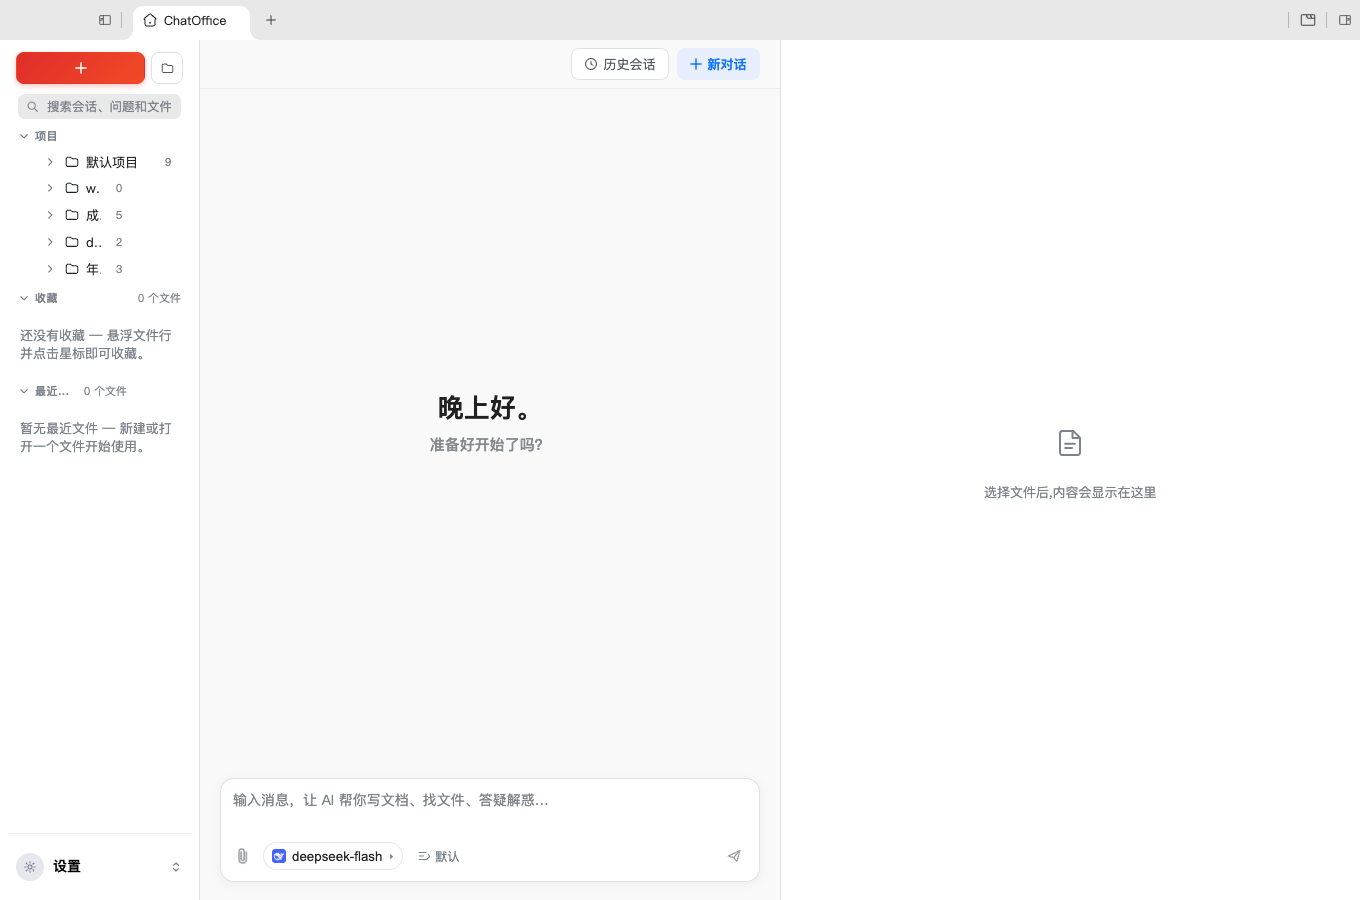 ChatOffice
历史会话
新对话
搜索会话、问题和文件
项目
默认项目 9
w. 0
成. 5
d.. 2
年. 3
收藏 0 个文件
还没有收藏 — 悬浮文件行
并点击星标即可收藏。
最近... 0 个文件
暂无最近文件 — 新建或打
开一个文件开始使用。
设置
晚上好。
准备好开始了吗?
输入消息，让 AI 帮你写文档、找文件、答疑解惑...
deepseek-flash
默认
选择文件后,内容会显示在这里